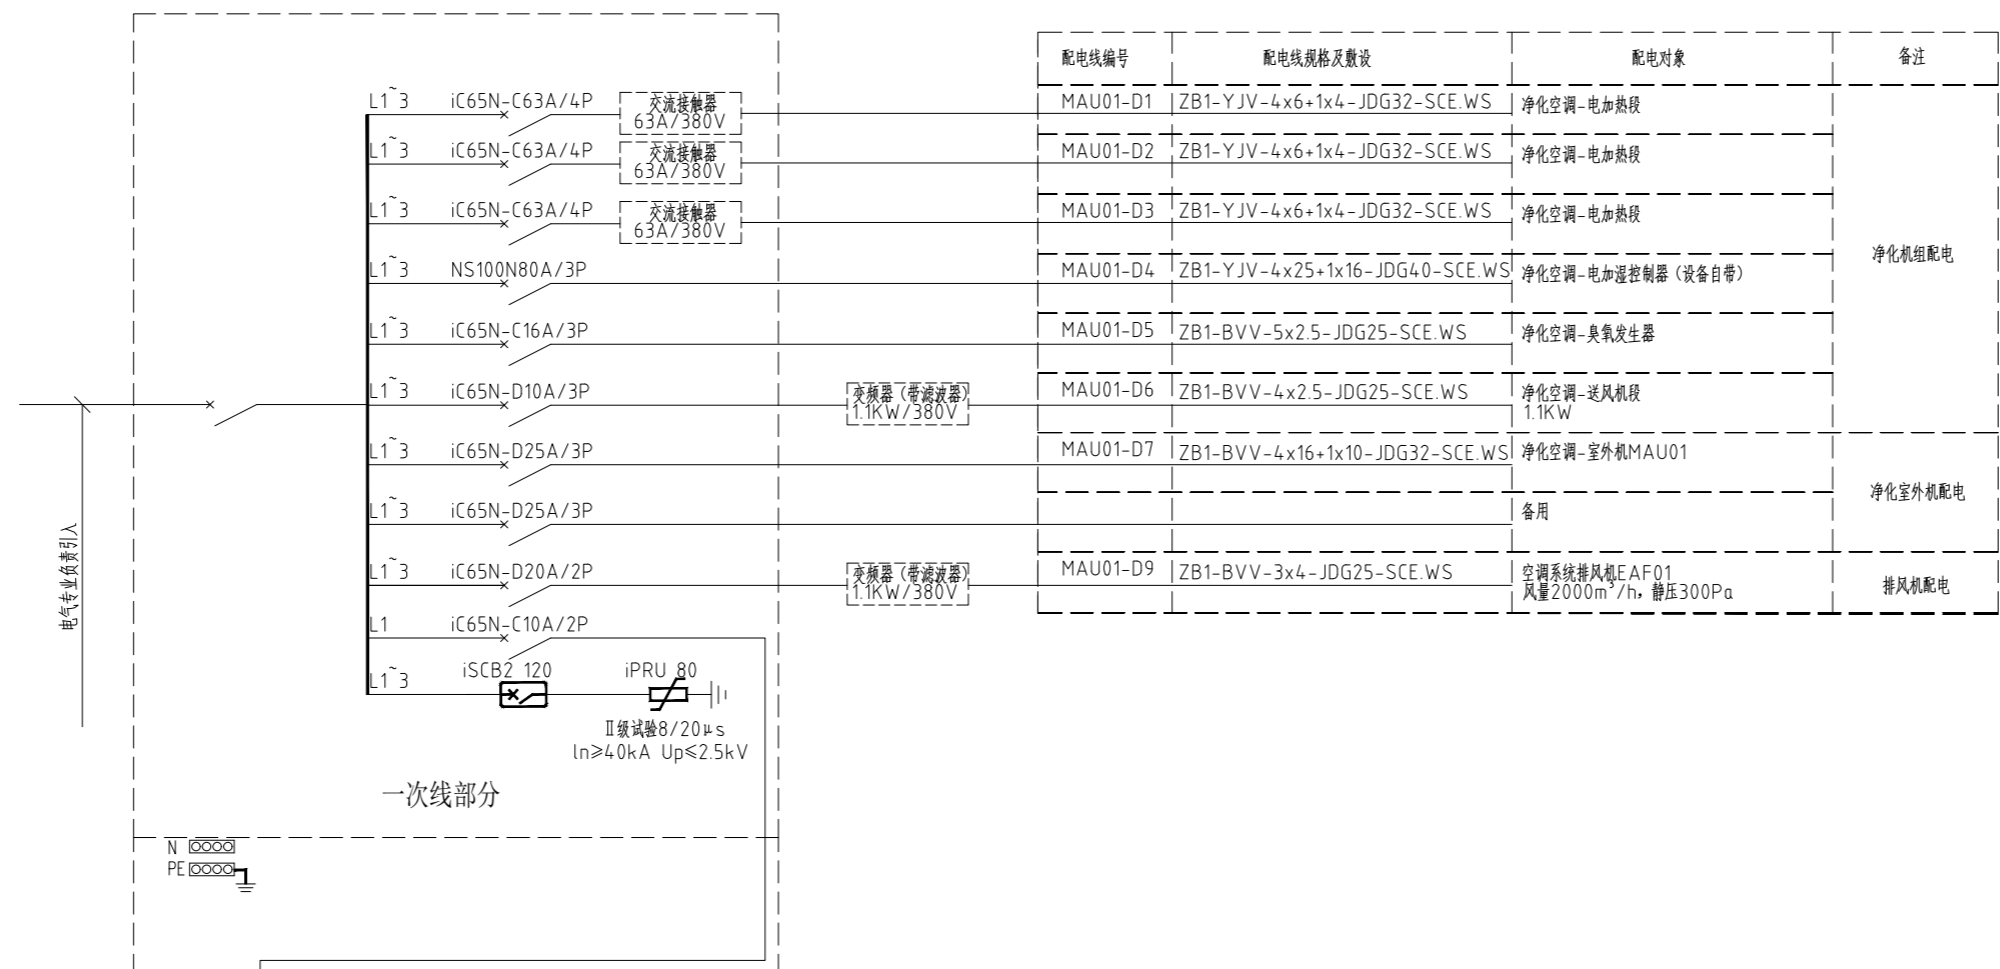 配电线编号 配电线规格及敷设 配电对象 备注
L1~3 iC65N-C63A/4P 交流接触器 MAU01-D1 ZB1-YJV-4x6+1x4-JDG32-SCE.WS 净化空调-电加热段
63A/380V
L1~3 iC65N-C63A/4P 交流接触器 MAU01-D2 ZB1-YJV-4x6+1x4-JDG32-SCE.WS 净化空调-电加热段
63A/380V
L1~3 iC65N-C63A/4P 交流接触器 MAU01-D3 ZB1-YJV-4x6+1x4-JDG32-SCE.WS 净化空调-电加热段
63A/380V
净化机组配电
L1~3 NS100N80A/3P MAU01-D4 ZB1-YJV-4x25+1x16-JDG40-SCE.WS 净化空调-电加湿控制器（设备自带）
L1~3 iC65N-C16A/3P MAU01-D5 ZB1-BVV-5x2.5-JDG25-SCE.WS 净化空调-臭氧发生器
L1~3 iC65N-D10A/3P 变频器（带滤波器） MAU01-D6 ZB1-BVV-4x2.5-JDG25-SCE.WS 净化空调-送风机段
1.1KW/380V 1.1KW
L1~3 iC65N-D25A/3P MAU01-D7 ZB1-BVV-4x16+1x10-JDG32-SCE.WS 净化空调-室外机MAU01
净化室外机配电
L1~3 iC65N-D25A/3P 备用
L1~3 iC65N-D20A/2P 变频器（带滤波器） MAU01-D9 ZB1-BVV-3x4-JDG25-SCE.WS 空调系统排风机EAF01
1.1KW/380V 风量2000m³/h，静压300Pa 排风机配电
L1 iC65N-C10A/2P
L1~3 iSCB2 120 iPRU 80
Ⅱ级试验8/20μs
ln≥40kA Up≤2.5kV
电气专业负责引入
一次线部分
N
PE